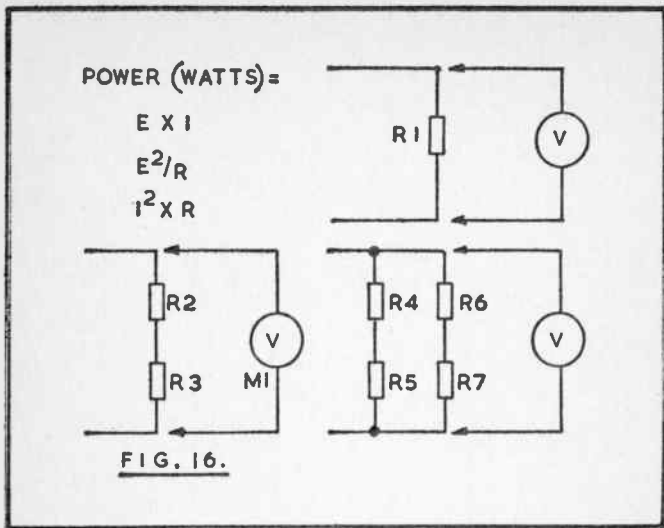 POWER (WATTS)=
E X I
E²/R
I² X R
R1
V
R2
R3
V
M1
R4
R5
R6
R7
V
FIG. 16.